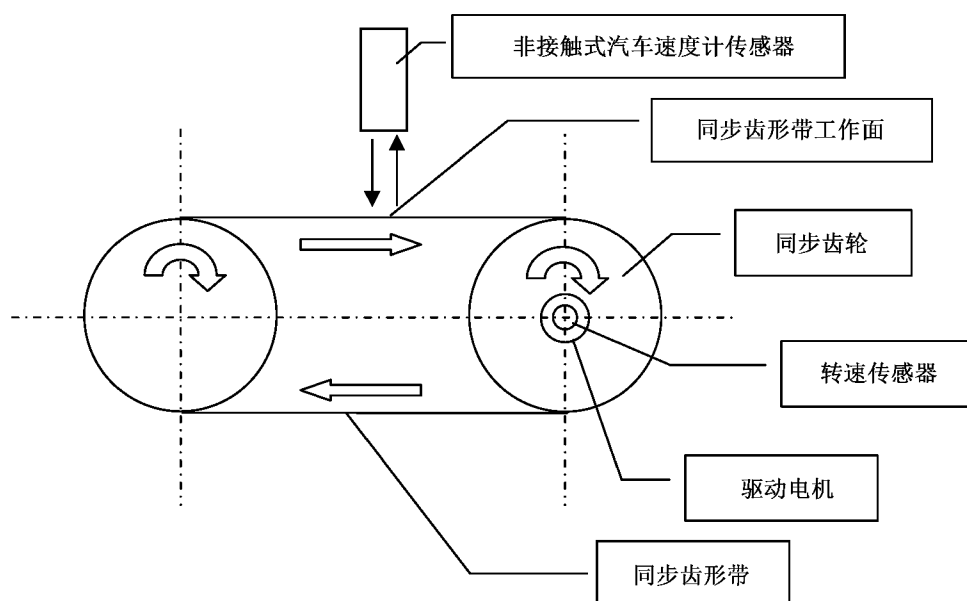 非接触式汽车速度计传感器
同步齿形带工作面
同步齿轮
转速传感器
驱动电机
同步齿形带